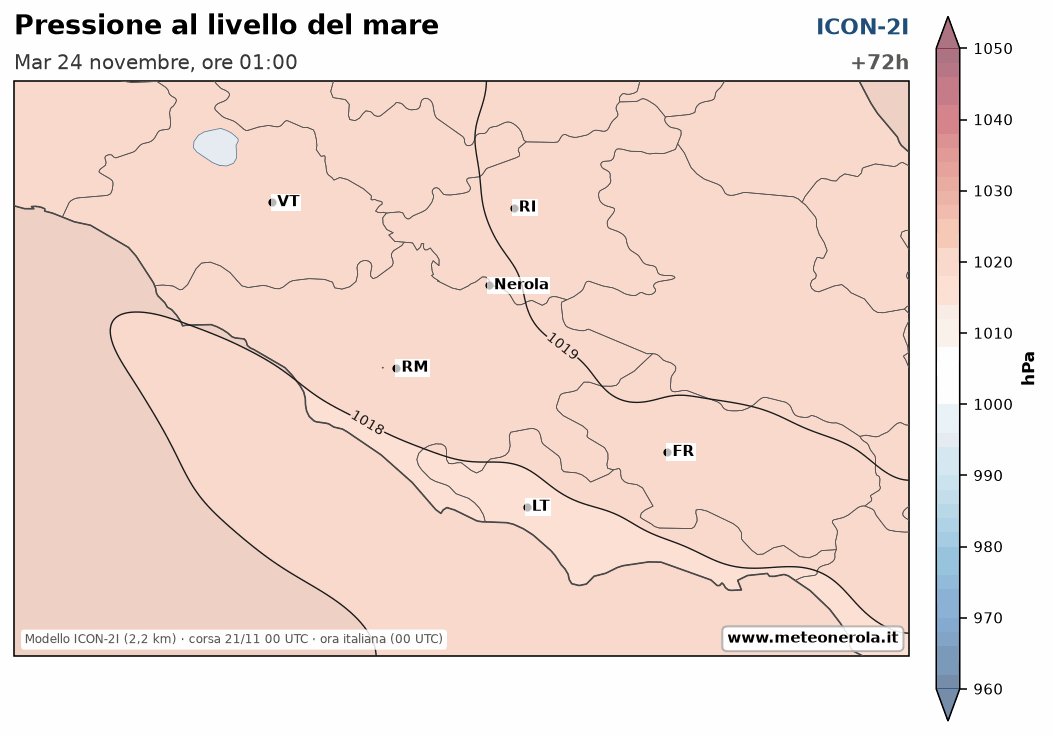 Pressione al livello del mare
ICON-2I
Mar 24 novembre, ore 01:00
+72h
1050
1040
1030
1020
1010
1000
990
980
970
960
hPa
VT
RI
Nerola
1019
RM
1018
FR
LT
Modello ICON-2I (2,2 km) · corsa 21/11 00 UTC · ora italiana (00 UTC)
www.meteonerola.it